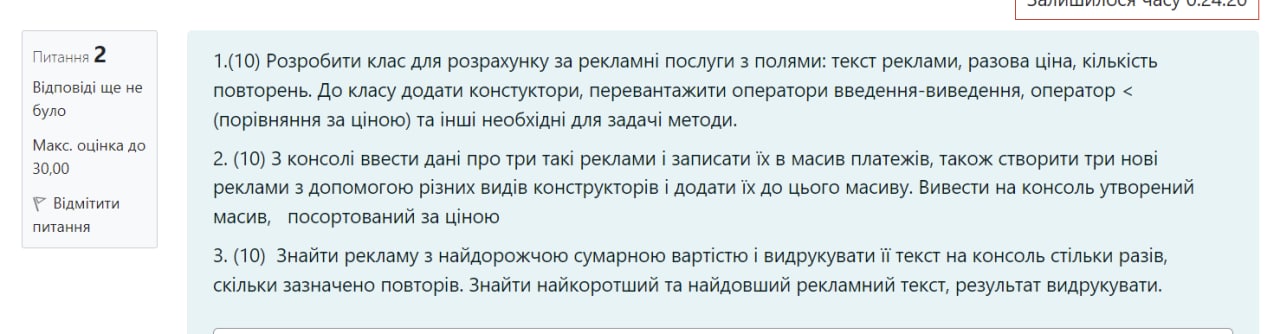 Залишилося часу 0:24:20
Питання 2
Відповіді ще не
було
Макс. оцінка до
30,00
Відмітити
питання
1.(10) Розробити клас для розрахунку за рекламні послуги з полями: текст реклами, разова ціна, кількість
повторень. До класу додати констуктори, перевантажити оператори введення-виведення, оператор <
(порівняння за ціною) та інші необхідні для задачі методи.
2. (10) З консолі ввести дані про три такі реклами і записати їх в масив платежів, також створити три нові
реклами з допомогою різних видів конструкторів і додати їх до цього масиву. Вивести на консоль утворений
масив, посортований за ціною
3. (10) Знайти рекламу з найдорожчою сумарною вартістю і видрукувати її текст на консоль стільки разів,
скільки зазначено повторів. Знайти найкоротший та найдовший рекламний текст, результат видрукувати.